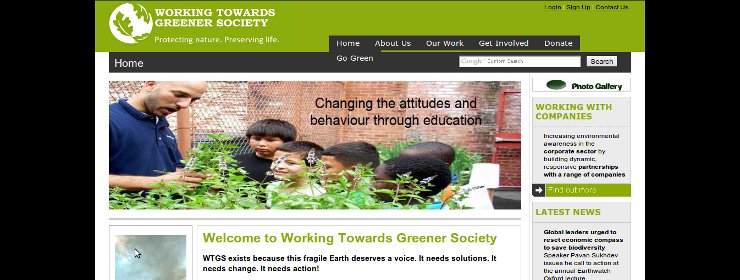 Login | Sign Up | Contact Us
WORKING TOWARDS
GREENER SOCIETY
Protecting nature. Preserving life.
Home About Us Our Work Get Involved Donate
Go Green
Home
Google Custom Search
Search
Changing the attitudes and
behaviour through education
Photo Gallery
WORKING WITH
COMPANIES
Increasing environmental
awareness in the
corporate sector by
building dynamic,
responsive partnerships
with a range of companies
Find out more
LATEST NEWS
Global leaders urged to
reset economic compass
to save biodiversity
Speaker Pavan Sukhdev
issues he call to action at
the annual Earthwatch
Oxford lecture
Welcome to Working Towards Greener Society
WTGS exists because this fragile Earth deserves a voice. It needs solutions. It
needs change. It needs action!